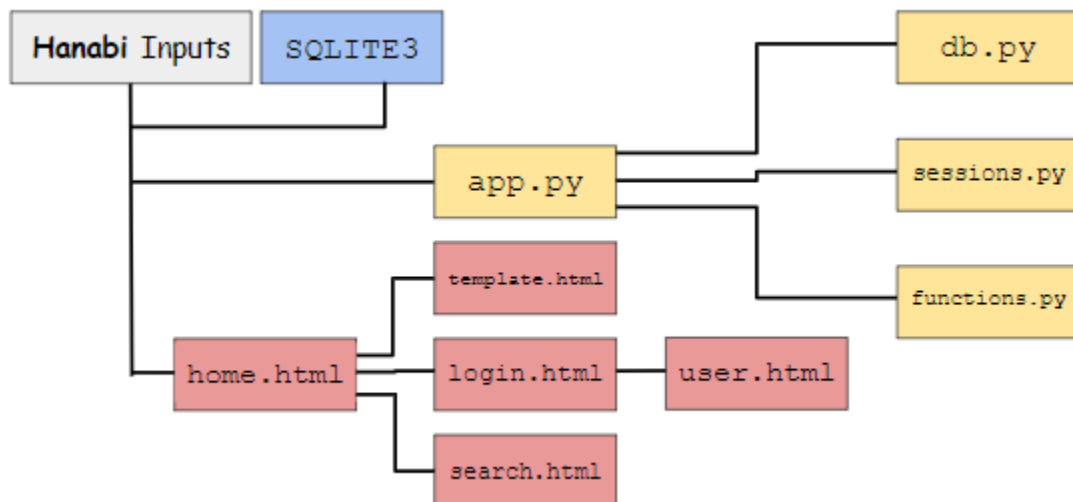 Hanabi Inputs
SQLITE3
db.py
app.py
sessions.py
template.html
functions.py
home.html
login.html
user.html
search.html